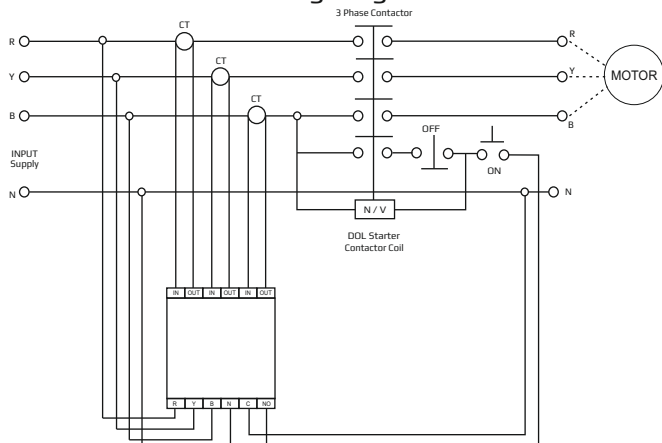 3 Phase Contactor
CT
R
R
CT
Y
Y
MOTOR
CT
B
B
OFF
INPUT
Supply
ON
N
N
N / V
DOL Starter
Contactor Coil
IN OUT IN OUT IN OUT
R Y B N C NO